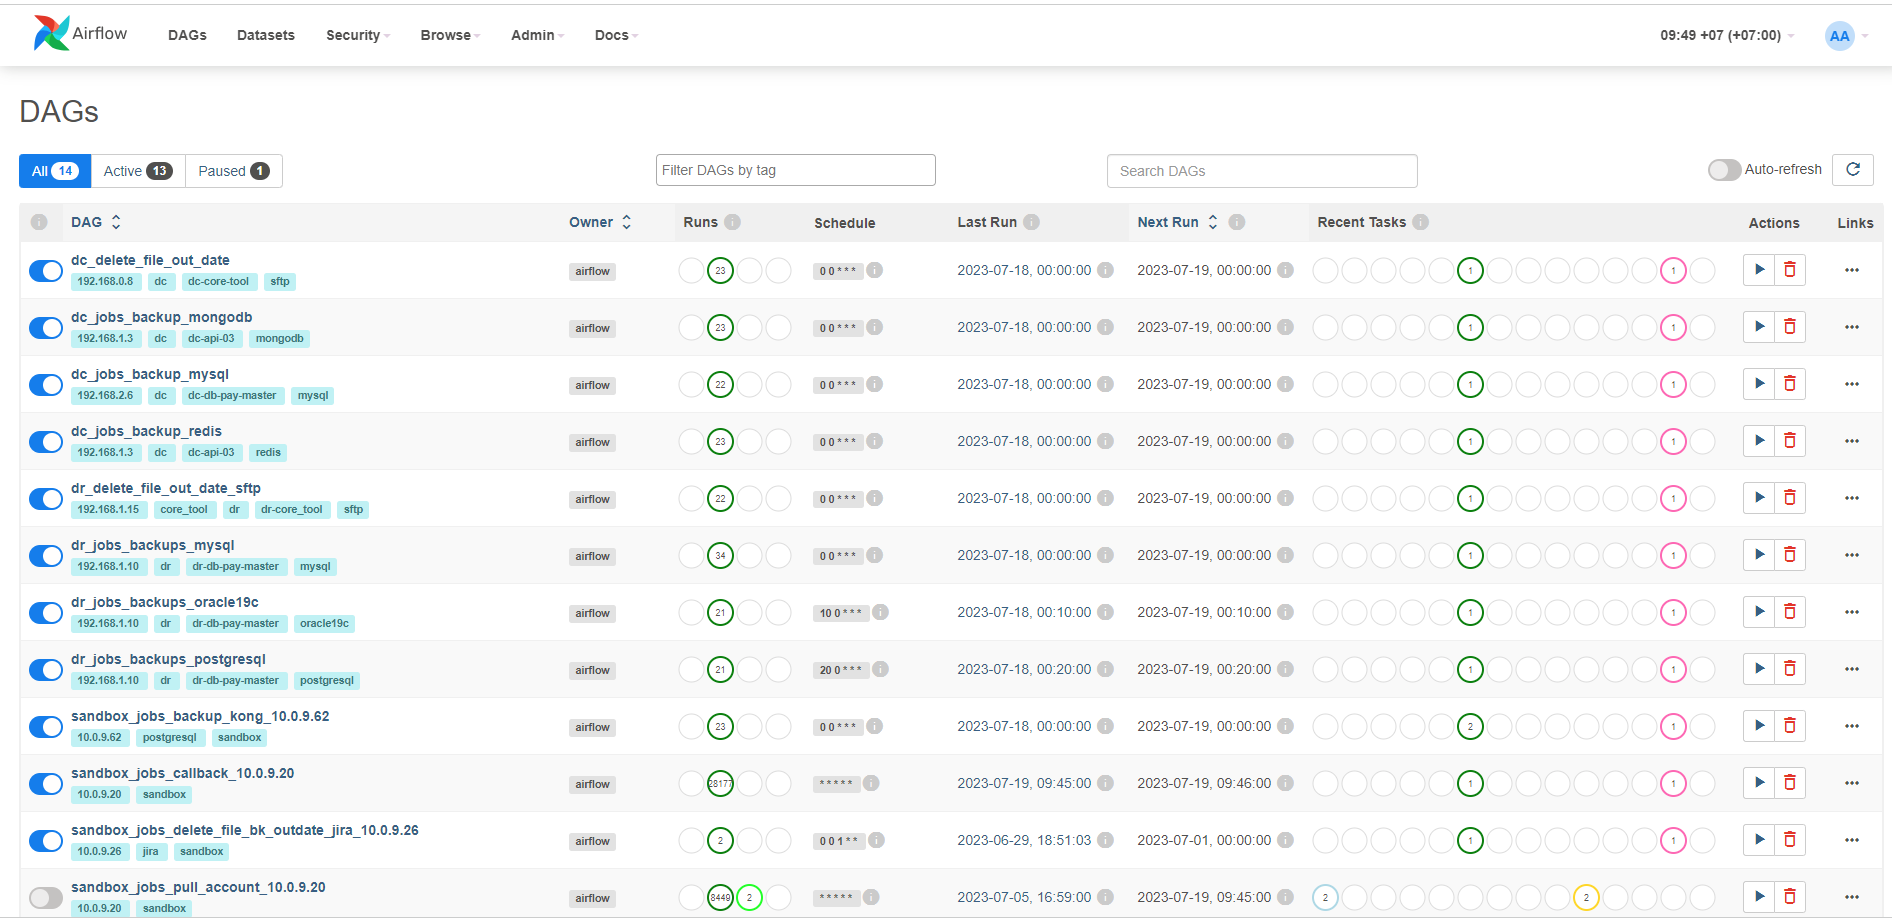 Airflow DAGs Datasets Security Browse Admin Docs 09:49 +07 (+07:00) AA
DAGs
All 14 Active 13 Paused 1 Filter DAGs by tag Search DAGs Auto-refresh
DAG Owner Runs Schedule Last Run Next Run Recent Tasks Actions Links
dc_delete_file_out_date
192.168.0.8 dc dc-core-tool sftp airflow 23 0 0 * * * 2023-07-18, 00:00:00 2023-07-19, 00:00:00 1 1
dc_jobs_backup_mongodb
192.168.1.3 dc dc-api-03 mongodb airflow 23 0 0 * * * 2023-07-18, 00:00:00 2023-07-19, 00:00:00 1 1
dc_jobs_backup_mysql
192.168.2.6 dc dc-db-pay-master mysql airflow 22 0 0 * * * 2023-07-18, 00:00:00 2023-07-19, 00:00:00 1 1
dc_jobs_backup_redis
192.168.1.3 dc dc-api-03 redis airflow 23 0 0 * * * 2023-07-18, 00:00:00 2023-07-19, 00:00:00 1 1
dr_delete_file_out_date_sftp
192.168.1.15 core_tool dr dr-core_tool sftp airflow 22 0 0 * * * 2023-07-18, 00:00:00 2023-07-19, 00:00:00 1 1
dr_jobs_backups_mysql
192.168.1.10 dr dr-db-pay-master mysql airflow 34 0 0 * * * 2023-07-18, 00:00:00 2023-07-19, 00:00:00 1 1
dr_jobs_backups_oracle19c
192.168.1.10 dr dr-db-pay-master oracle19c airflow 21 10 0 * * * 2023-07-18, 00:10:00 2023-07-19, 00:10:00 1 1
dr_jobs_backups_postgresql
192.168.1.10 dr dr-db-pay-master postgresql airflow 21 20 0 * * * 2023-07-18, 00:20:00 2023-07-19, 00:20:00 1 1
sandbox_jobs_backup_kong_10.0.9.62
10.0.9.62 postgresql sandbox airflow 23 0 0 * * * 2023-07-18, 00:00:00 2023-07-19, 00:00:00 2 1
sandbox_jobs_callback_10.0.9.20
10.0.9.20 sandbox airflow 28177 * * * * * 2023-07-19, 09:45:00 2023-07-19, 09:46:00 1 1
sandbox_jobs_delete_file_bk_outdate_jira_10.0.9.26
10.0.9.26 jira sandbox airflow 2 0 0 1 * * 2023-06-29, 18:51:03 2023-07-01, 00:00:00 1 1
sandbox_jobs_pull_account_10.0.9.20
10.0.9.20 sandbox airflow 8449 2 * * * * * 2023-07-05, 16:59:00 2023-07-19, 09:45:00 2 2